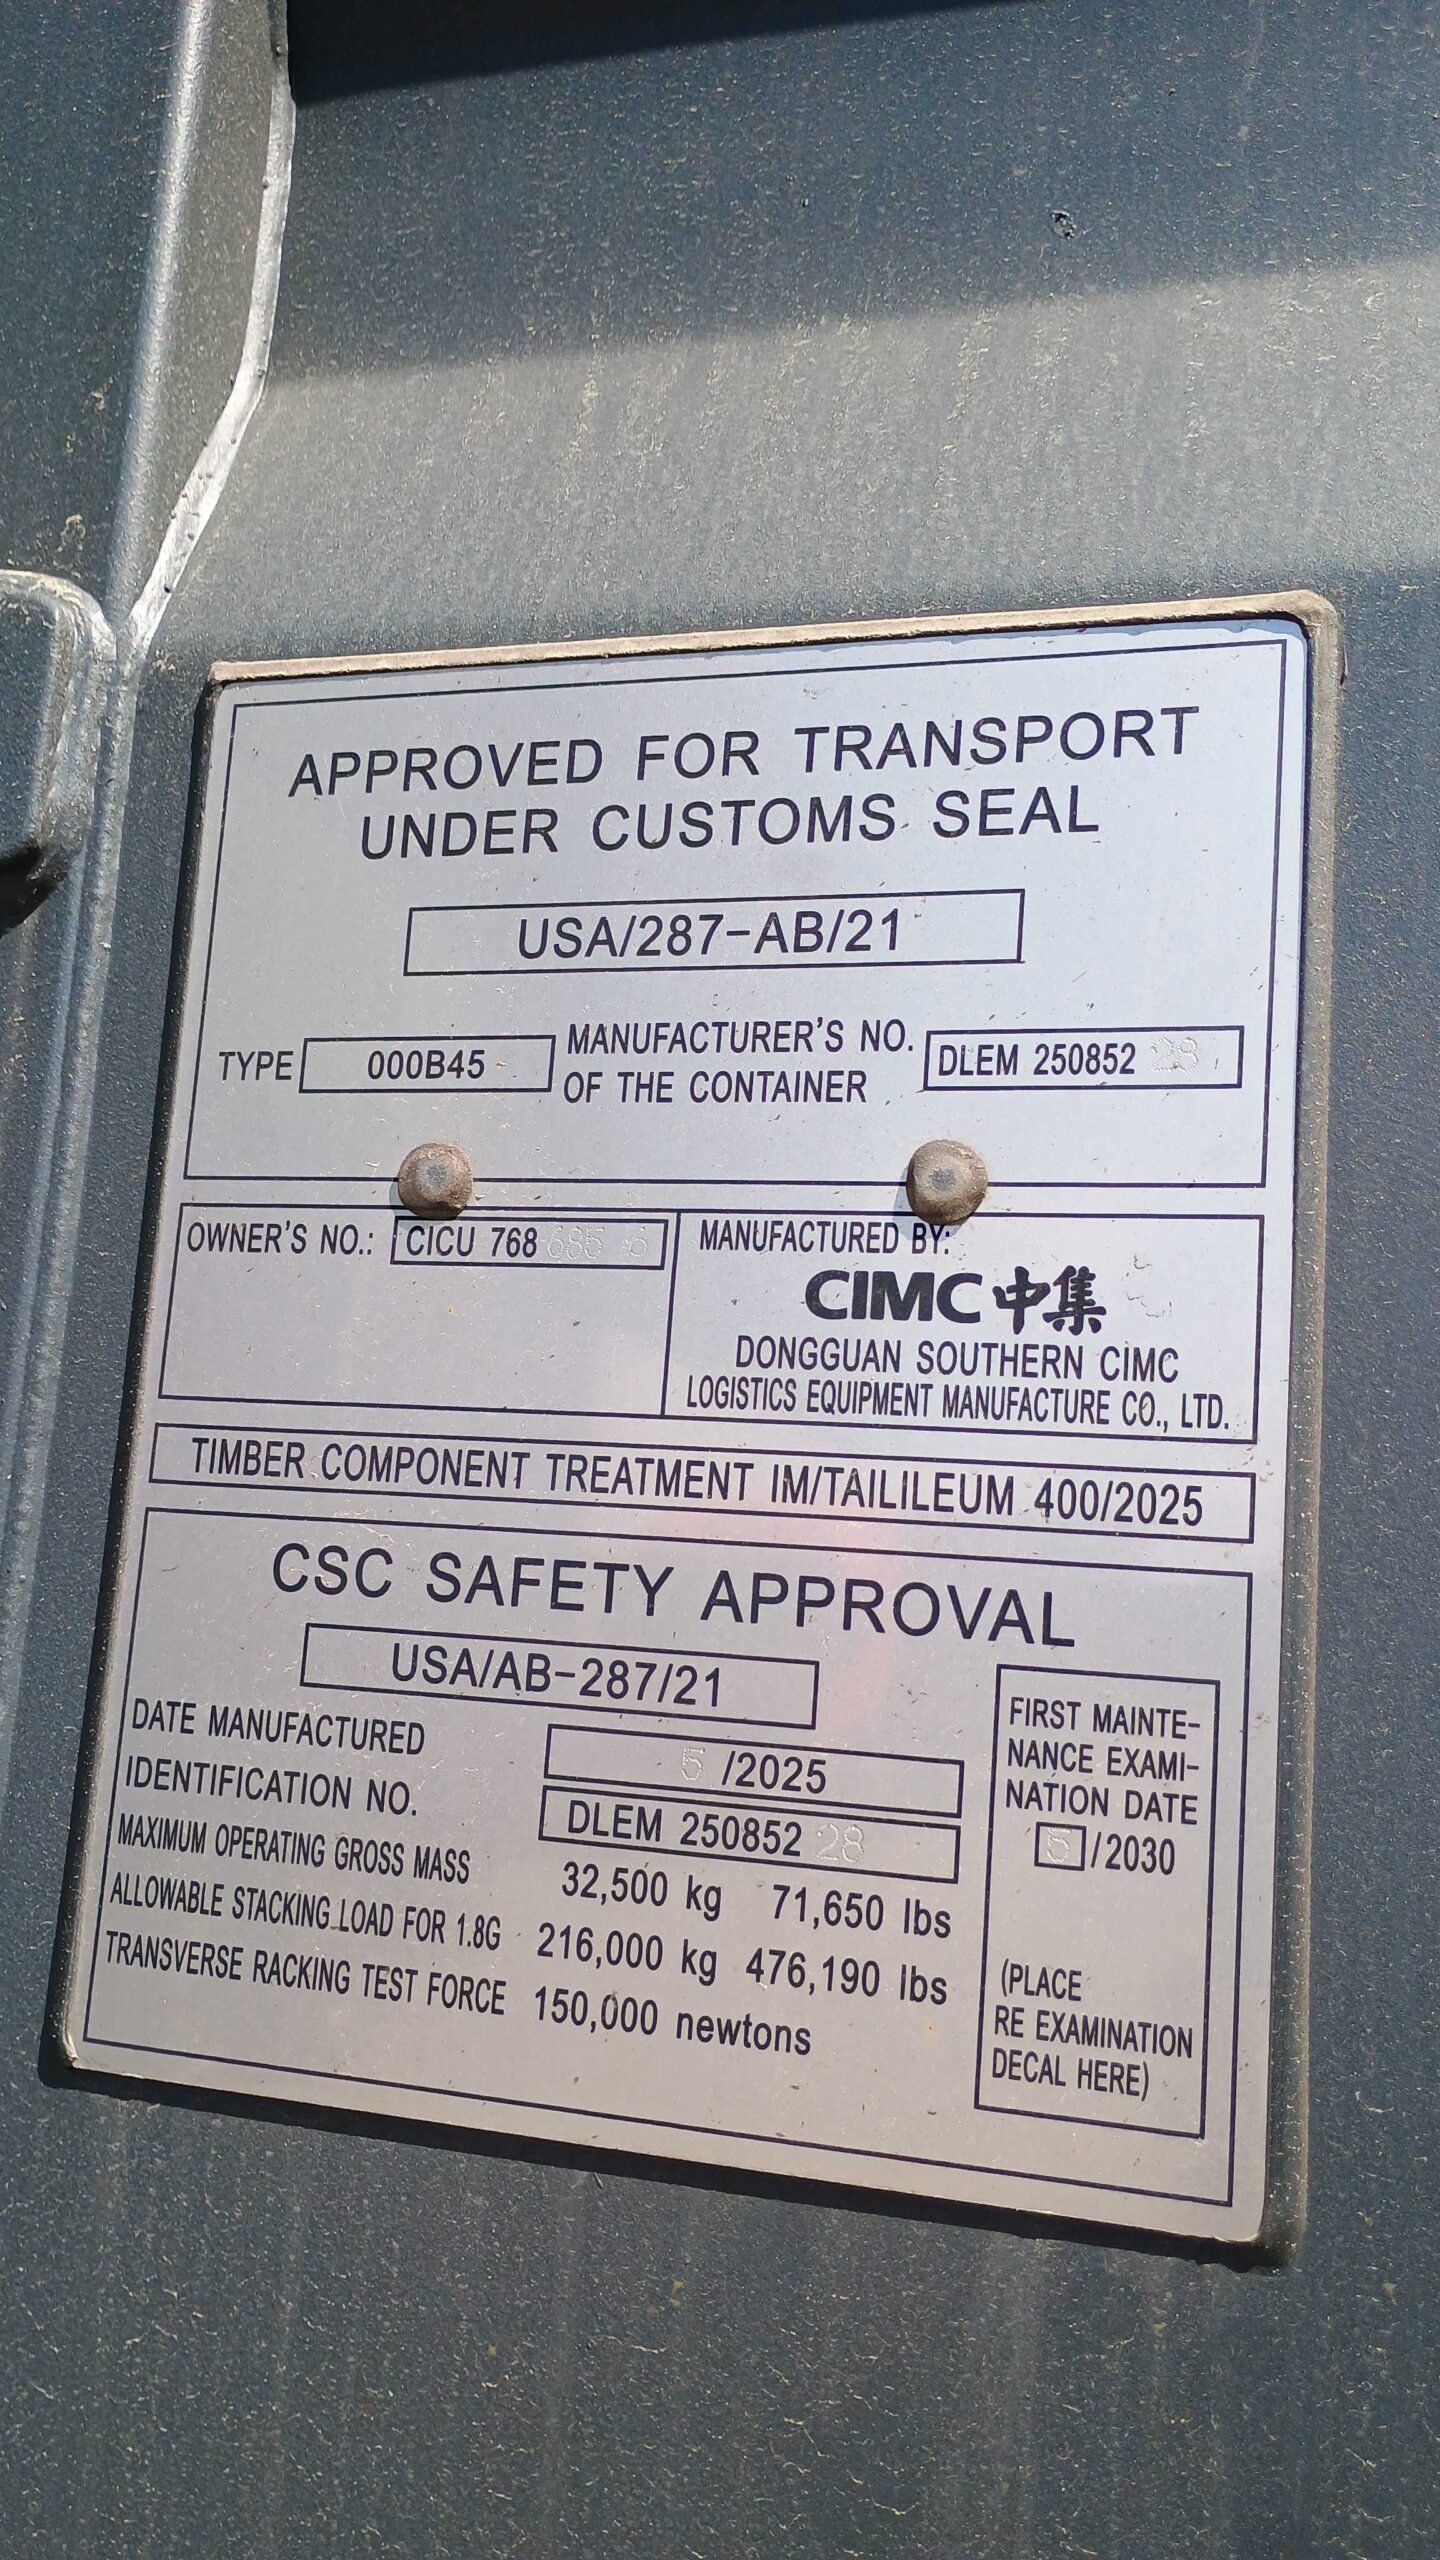 APPROVED FOR TRANSPORT
UNDER CUSTOMS SEAL
USA/287-AB/21
TYPE 000B45
MANUFACTURER'S NO.
OF THE CONTAINER
DLEM 250852 28
OWNER'S NO.: CICU 768 685 6
MANUFACTURED BY:
CIMC 中集
DONGGUAN SOUTHERN CIMC
LOGISTICS EQUIPMENT MANUFACTURE CO., LTD.
TIMBER COMPONENT TREATMENT IM/TAILILEUM 400/2025
CSC SAFETY APPROVAL
USA/AB-287/21
DATE MANUFACTURED 5 /2025
IDENTIFICATION NO. DLEM 250852 28
MAXIMUM OPERATING GROSS MASS 32,500 kg 71,650 lbs
ALLOWABLE STACKING LOAD FOR 1.8G 216,000 kg 476,190 lbs
TRANSVERSE RACKING TEST FORCE 150,000 newtons
FIRST MAINTE-
NANCE EXAMI-
NATION DATE
5/2030
(PLACE
RE EXAMINATION
DECAL HERE)